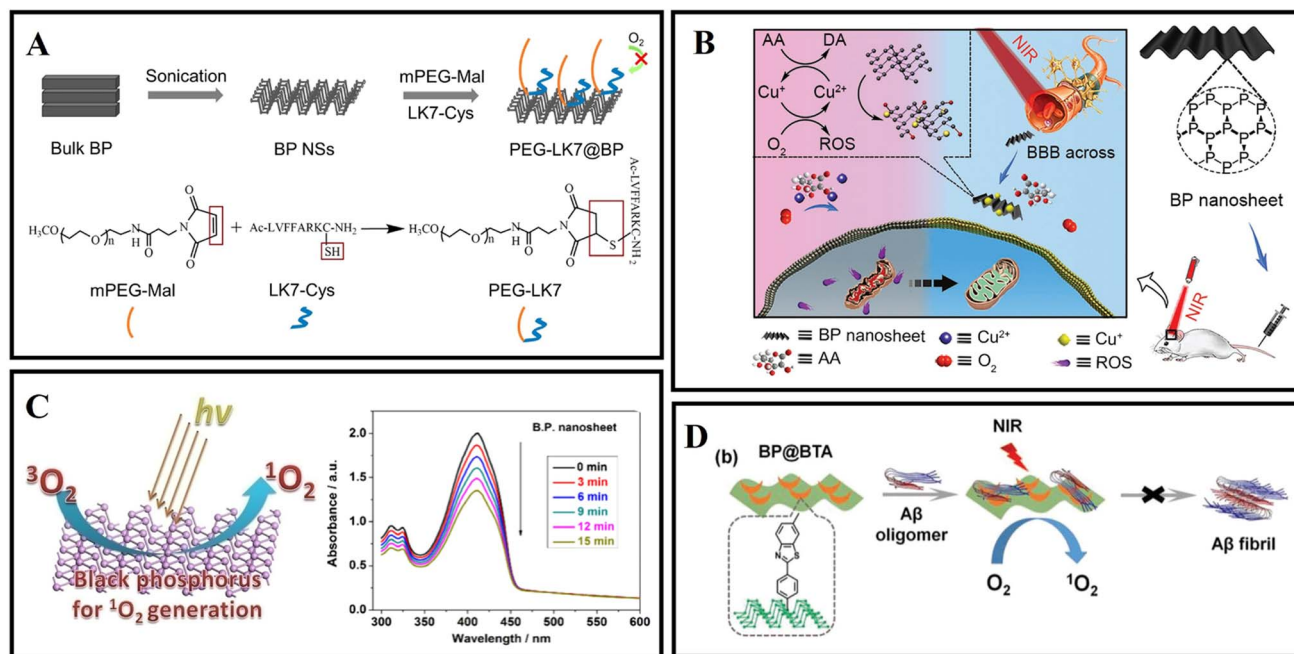 A
Sonication
mPEG-Mal
LK7-Cys
O₂
Bulk BP
BP NSs
PEG-LK7@BP
H₃CO
O
n
N
H
O
N
O
O
+
Ac-LVFFARKC-NH₂
SH
H₃CO
O
n
N
H
O
N
O
O
S
Ac-LVFFARKC-NH₂
mPEG-Mal
LK7-Cys
PEG-LK7
B
AA
DA
Cu⁺
Cu²⁺
O₂
ROS
NIR
BBB across
P P P P P P P P P P
BP nanosheet
NIR
≡ BP nanosheet
≡ Cu²⁺
≡ Cu⁺
≡ AA
≡ O₂
≡ ROS
C
hν
³O₂
¹O₂
Black phosphorus
for ¹O₂ generation
B.P. nanosheet
0 min
3 min
6 min
9 min
12 min
15 min
Absorbance / a.u.
2.0
1.5
1.0
0.5
0.0
300 350 400 450 500 550 600
Wavelength / nm
D
(b)
BP@BTA
N
S
Aβ
oligomer
NIR
O₂
¹O₂
Aβ fibril